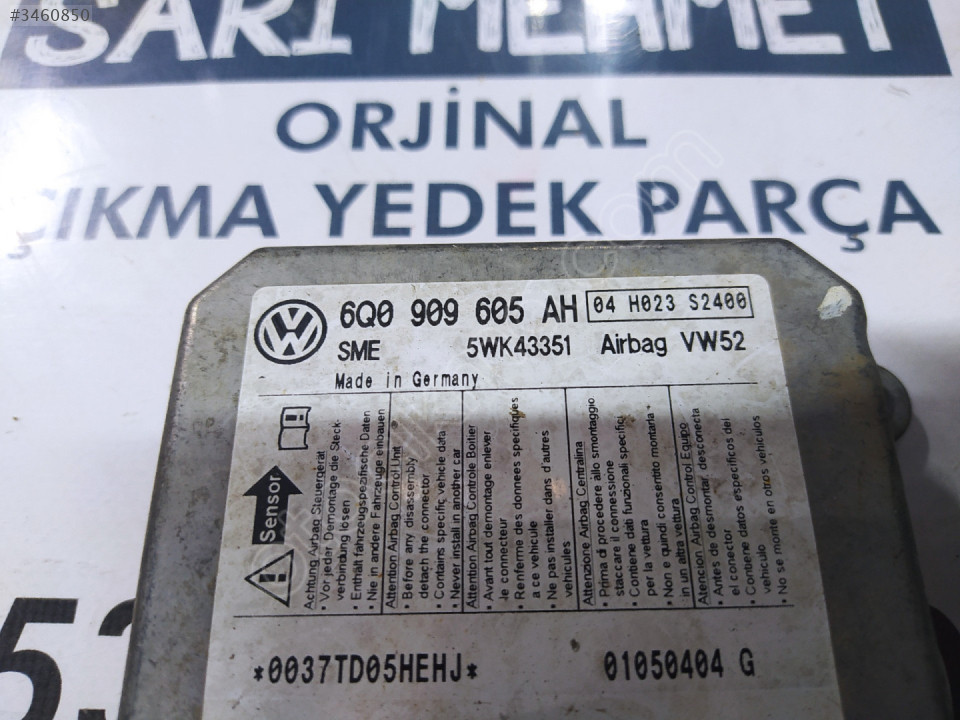 #3460850
SARI MEHMET
ORJİNAL
ÇIKMA YEDEK PARÇA
6Q0 909 605 AH 04 H023 S2400
SME 5WK43351 Airbag VW52
Made in Germany
Sensor
Achtung Airbag Steuergerät
• Vor jeder Demontage die Steck-
verbindung lösen
• Enthält fahrzeugspezifische Daten
• Nie in andere Fahrzeuge einbauen
Attention Airbag Control Unit
• Before any disassembly
detach the connector
• Contains specific vehicle data
• Never install in another car
Attention Airbag Controle Boitier
• Avant tout demontage enlever
le connecteur
• Renferme des donnees specifiques
a ce vehicule
• Ne pas installer dans d'autres
vehicules
Attenzione Airbag Centralina
• Prima di procedere allo smontaggio
staccare il connessione
• Contiene dati funzionali specifici
per la vettura
• Non e quindi consentito montarla
in un altra vettura
Atencion Airbag Control Equipo
• Antes de desmontar, desconecta
el conector
• Contiene datos especificos del
vehiculo
• No se monte en otros vehiculos
*0037TD05HEHJ* 01050404 G
53